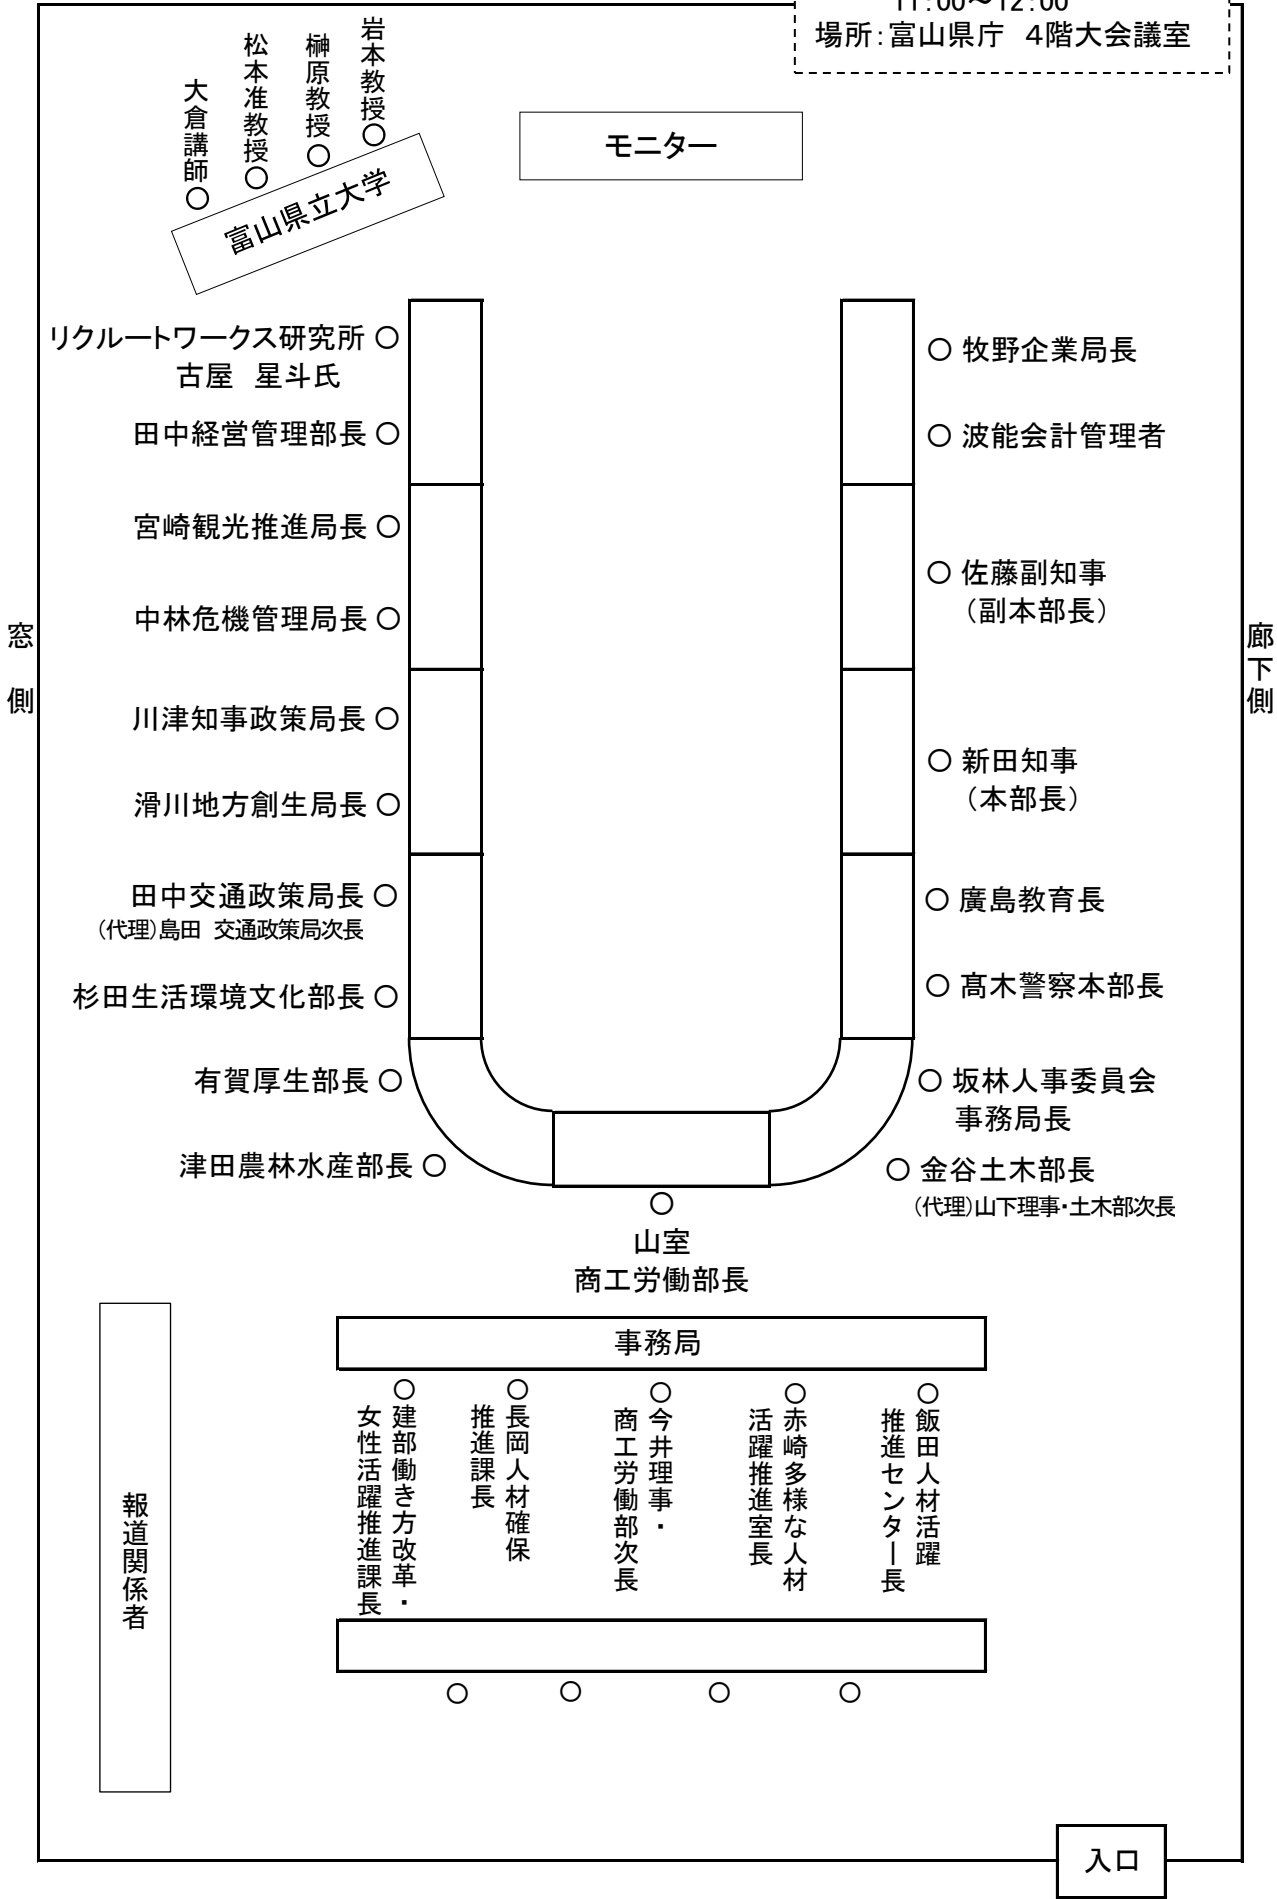 11:00～12:00
場所：富山県庁　４階大会議室
岩本教授
榊原教授
松本准教授
大倉講師
富山県立大学
モニター
リクルートワークス研究所
古屋　星斗氏
田中経営管理部長
宮崎観光推進局長
中林危機管理局長
川津知事政策局長
滑川地方創生局長
田中交通政策局長
（代理）島田　交通政策局次長
杉田生活環境文化部長
有賀厚生部長
津田農林水産部長
牧野企業局長
波能会計管理者
佐藤副知事
（副本部長）
新田知事
（本部長）
廣島教育長
髙木警察本部長
坂林人事委員会
事務局長
金谷土木部長
（代理）山下理事・土木部次長
山室
商工労働部長
窓側
廊下側
事務局
飯田人材活躍
推進センター長
赤崎多様な人材
活躍推進室長
今井理事・
商工労働部次長
長岡人材確保
推進課長
建部働き方改革・
女性活躍推進課長
報道関係者
入口